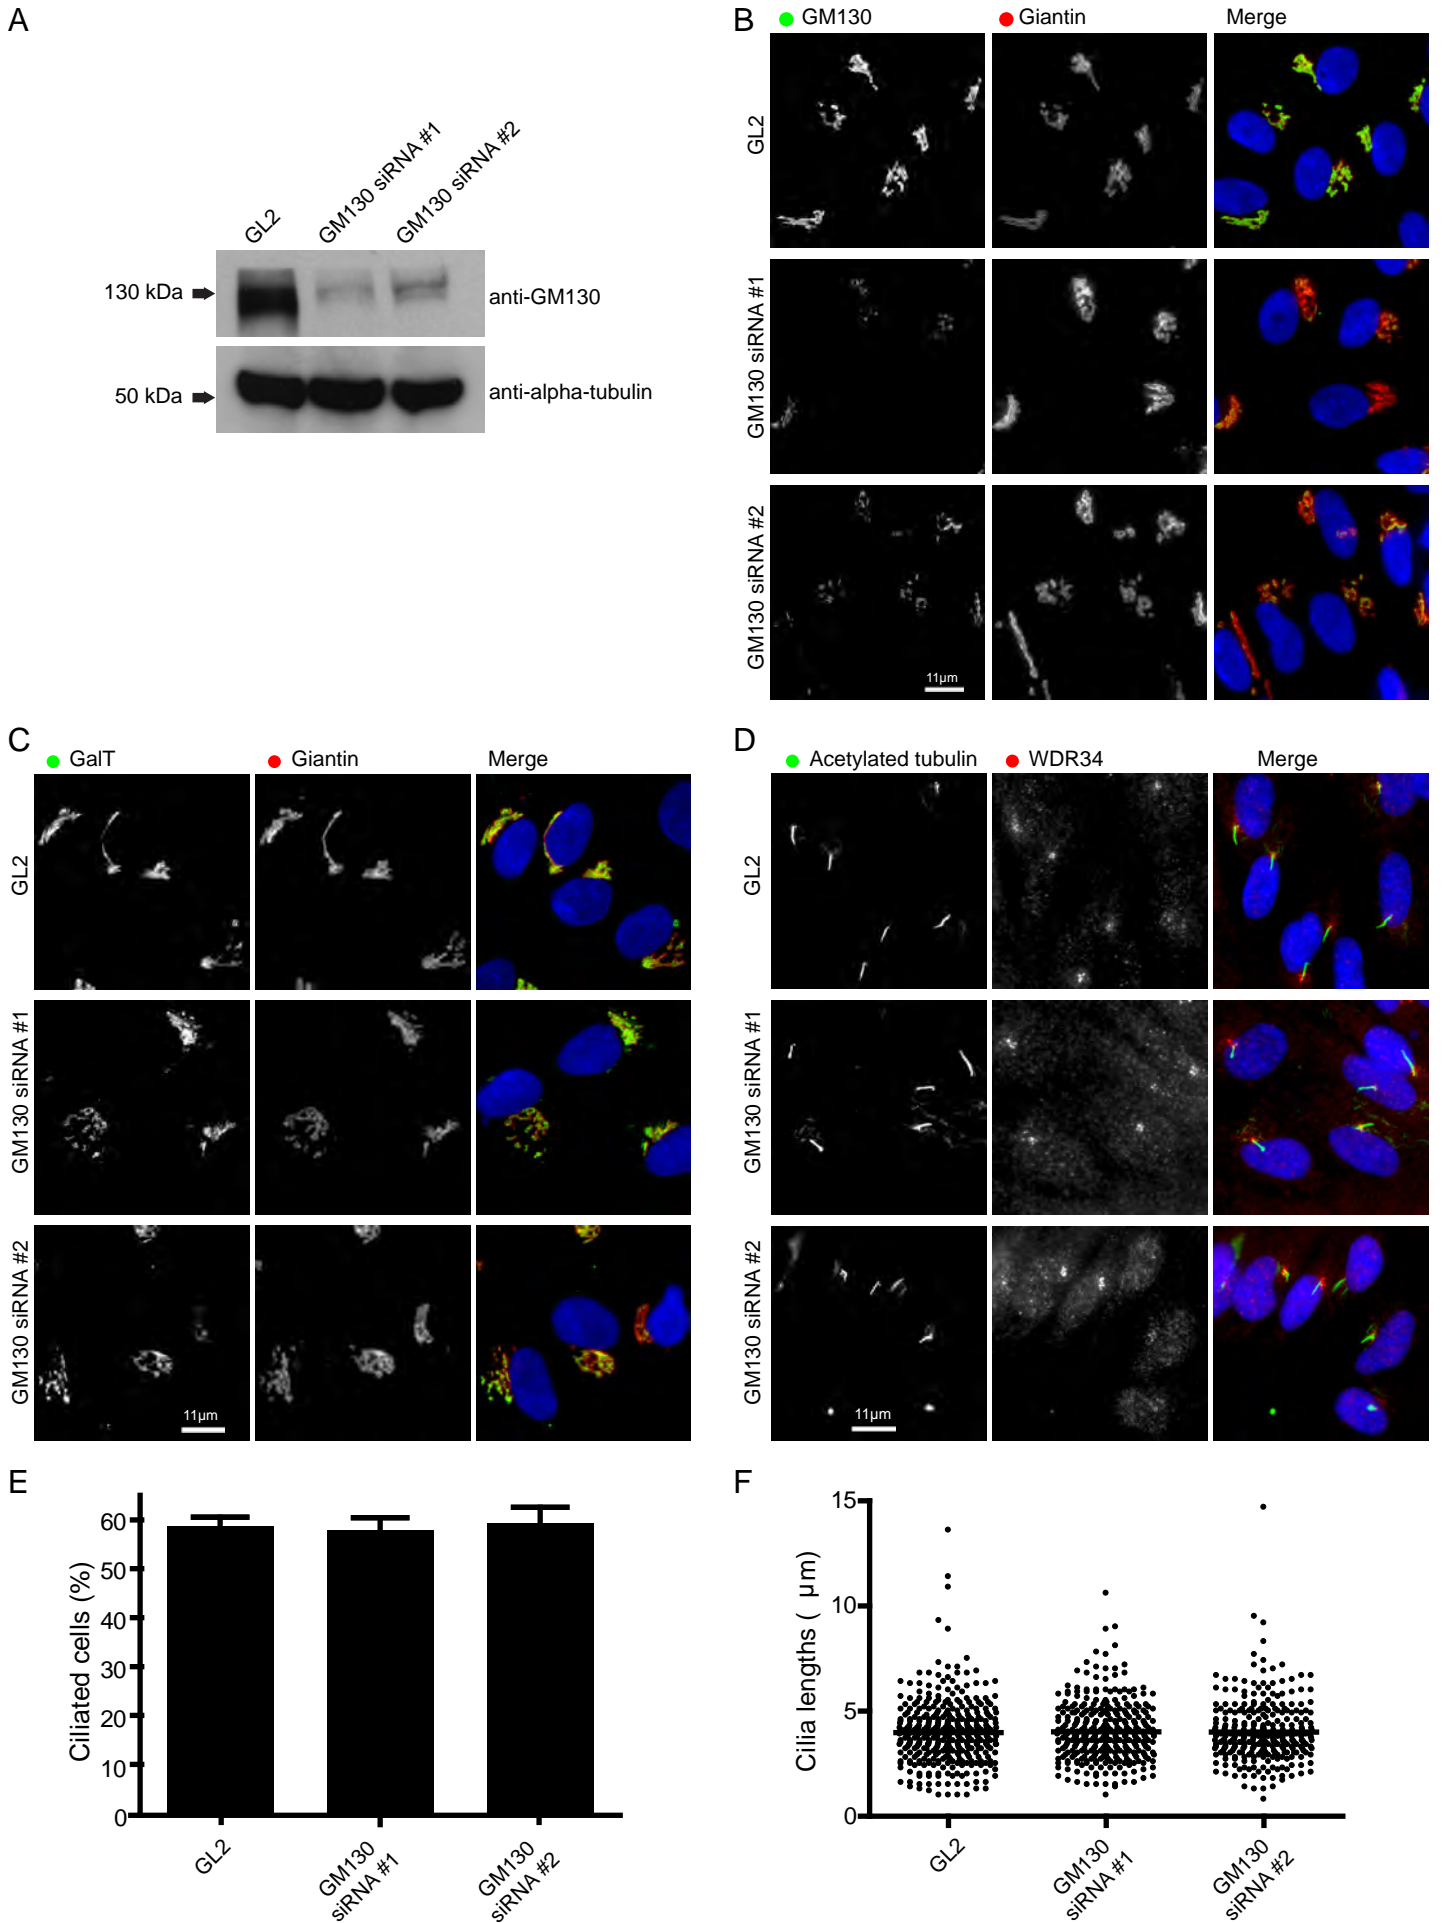 A
GL2
GM130 siRNA #1
GM130 siRNA #2
130 kDa
anti-GM130
50 kDa
anti-alpha-tubulin
B
GM130
Giantin
Merge
GL2
GM130 siRNA #1
GM130 siRNA #2
11µm
C
GalT
Giantin
Merge
GL2
GM130 siRNA #1
GM130 siRNA #2
11µm
D
Acetylated tubulin
WDR34
Merge
GL2
GM130 siRNA #1
GM130 siRNA #2
11µm
E
Ciliated cells (%)
60
50
40
30
20
10
0
GL2
GM130
siRNA #1
GM130
siRNA #2
F
Cilia lengths ( µm)
15
10
5
0
GL2
GM130
siRNA #1
GM130
siRNA #2